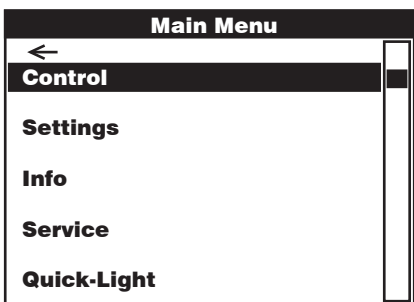 Main Menu
←
Control
Settings
Info
Service
Quick-Light